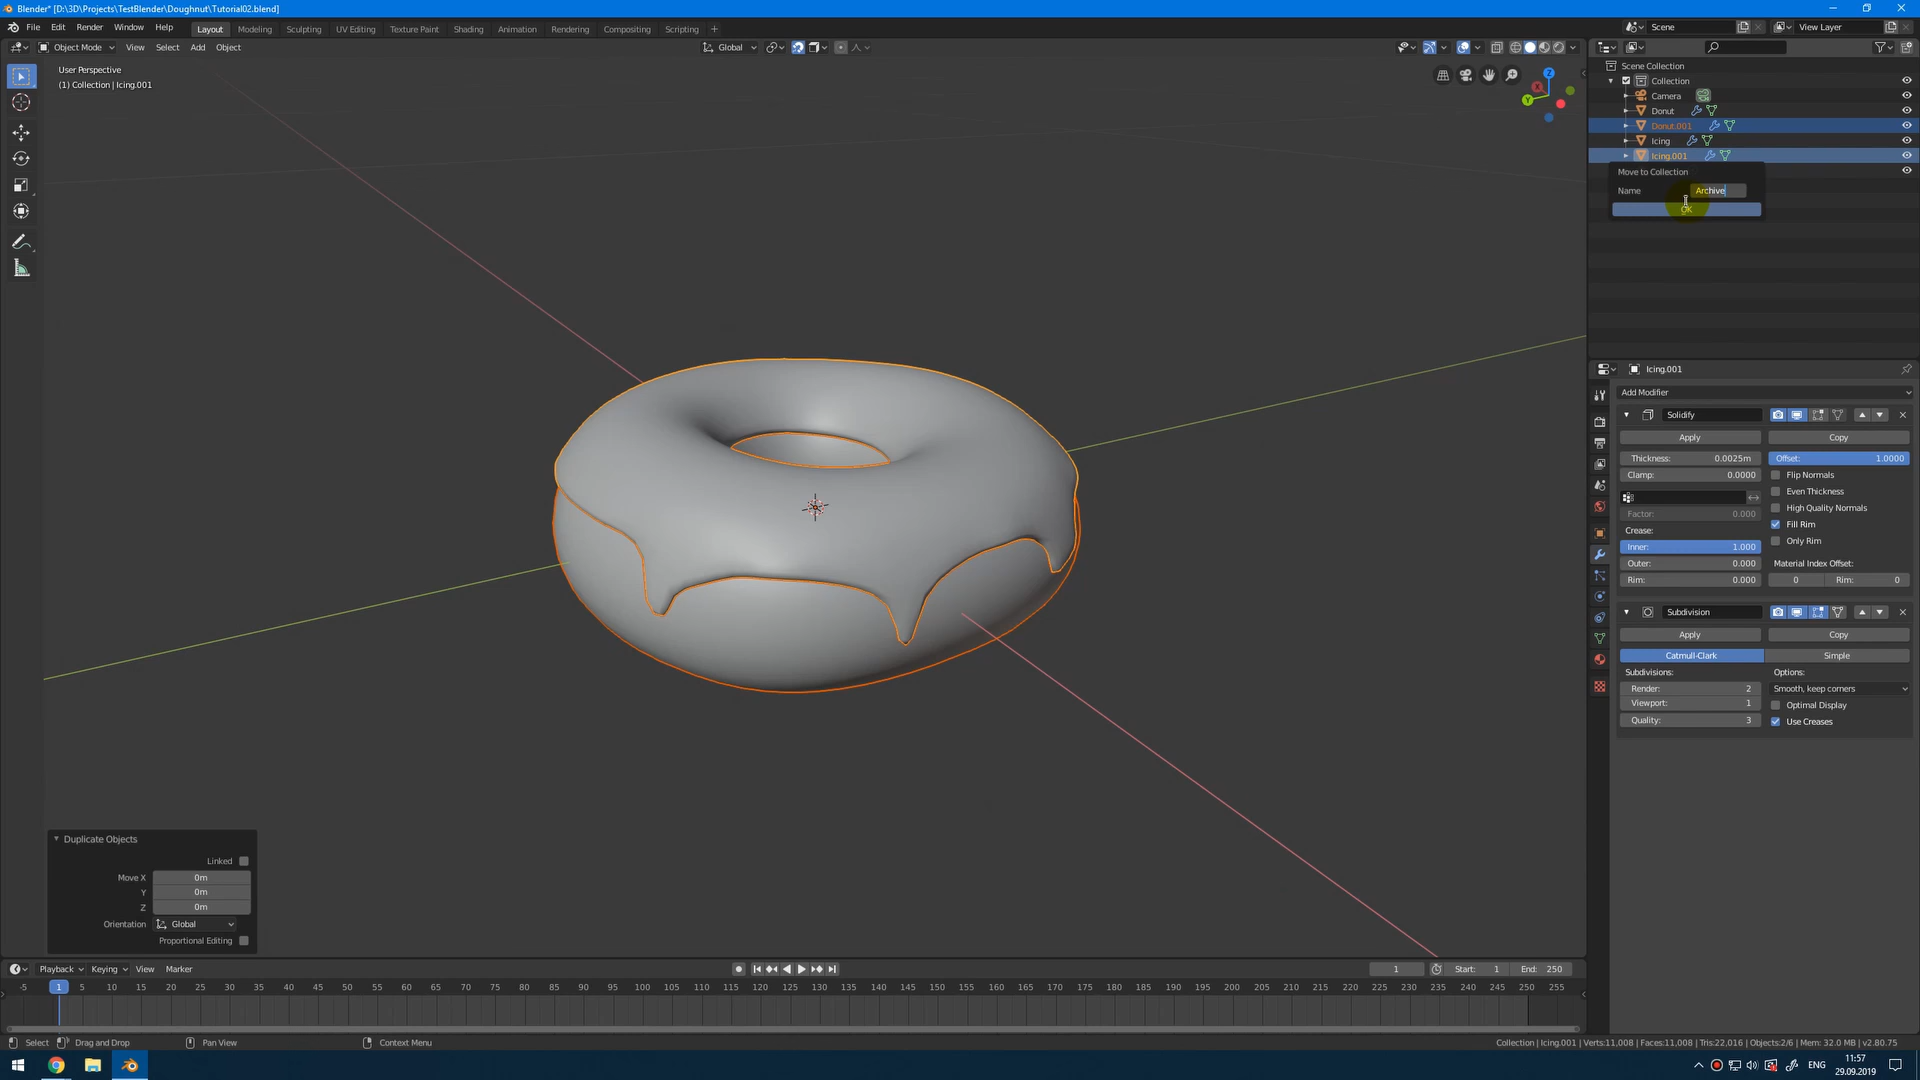 Blender* [D:\3D\Projects\TestBlender\Doughnut\Tutorial02.blend]
File Edit Render Window Help
Layout Modeling Sculpting UV Editing Texture Paint Shading Animation Rendering Compositing Scripting +
Scene
View Layer
Object Mode View Select Add Object
Global
User Perspective
(1) Collection | Icing.001
Z
Y
X
Scene Collection
Collection
Camera
Donut
Donut.001
Icing
Icing.001
Move to Collection
Name Archive
OK
Icing.001
Add Modifier
Solidify
Apply Copy
Thickness: 0.0025m Offset: 1.0000
Clamp: 0.0000 Flip Normals
Even Thickness
Factor: 0.000 High Quality Normals
Crease: Fill Rim
Inner: 1.000 Only Rim
Outer: 0.000 Material Index Offset:
Rim: 0.000 0 Rim: 0
Subdivision
Apply Copy
Catmull-Clark Simple
Subdivisions: Options:
Render: 2 Smooth, keep corners
Viewport: 1 Optimal Display
Quality: 3 Use Creases
Duplicate Objects
Linked
Move X 0m
Y 0m
Z 0m
Orientation Global
Proportional Editing
Playback Keying View Marker
1 Start: 1 End: 250
-5 1 5 10 15 20 25 30 35 40 45 50 55 60 65 70 75 80 85 90 95 100 105 110 115 120 125 130 135 140 145 150 155 160 165 170 175 180 185 190 195 200 205 210 215 220 225 230 235 240 245 250 255
Select Drag and Drop Pan View Context Menu
Collection | Icing.001 | Verts:11,008 | Faces:11,008 | Tris:22,016 | Objects:2/6 | Mem: 32.0 MB | v2.80.75
ENG
11:57
29.09.2019